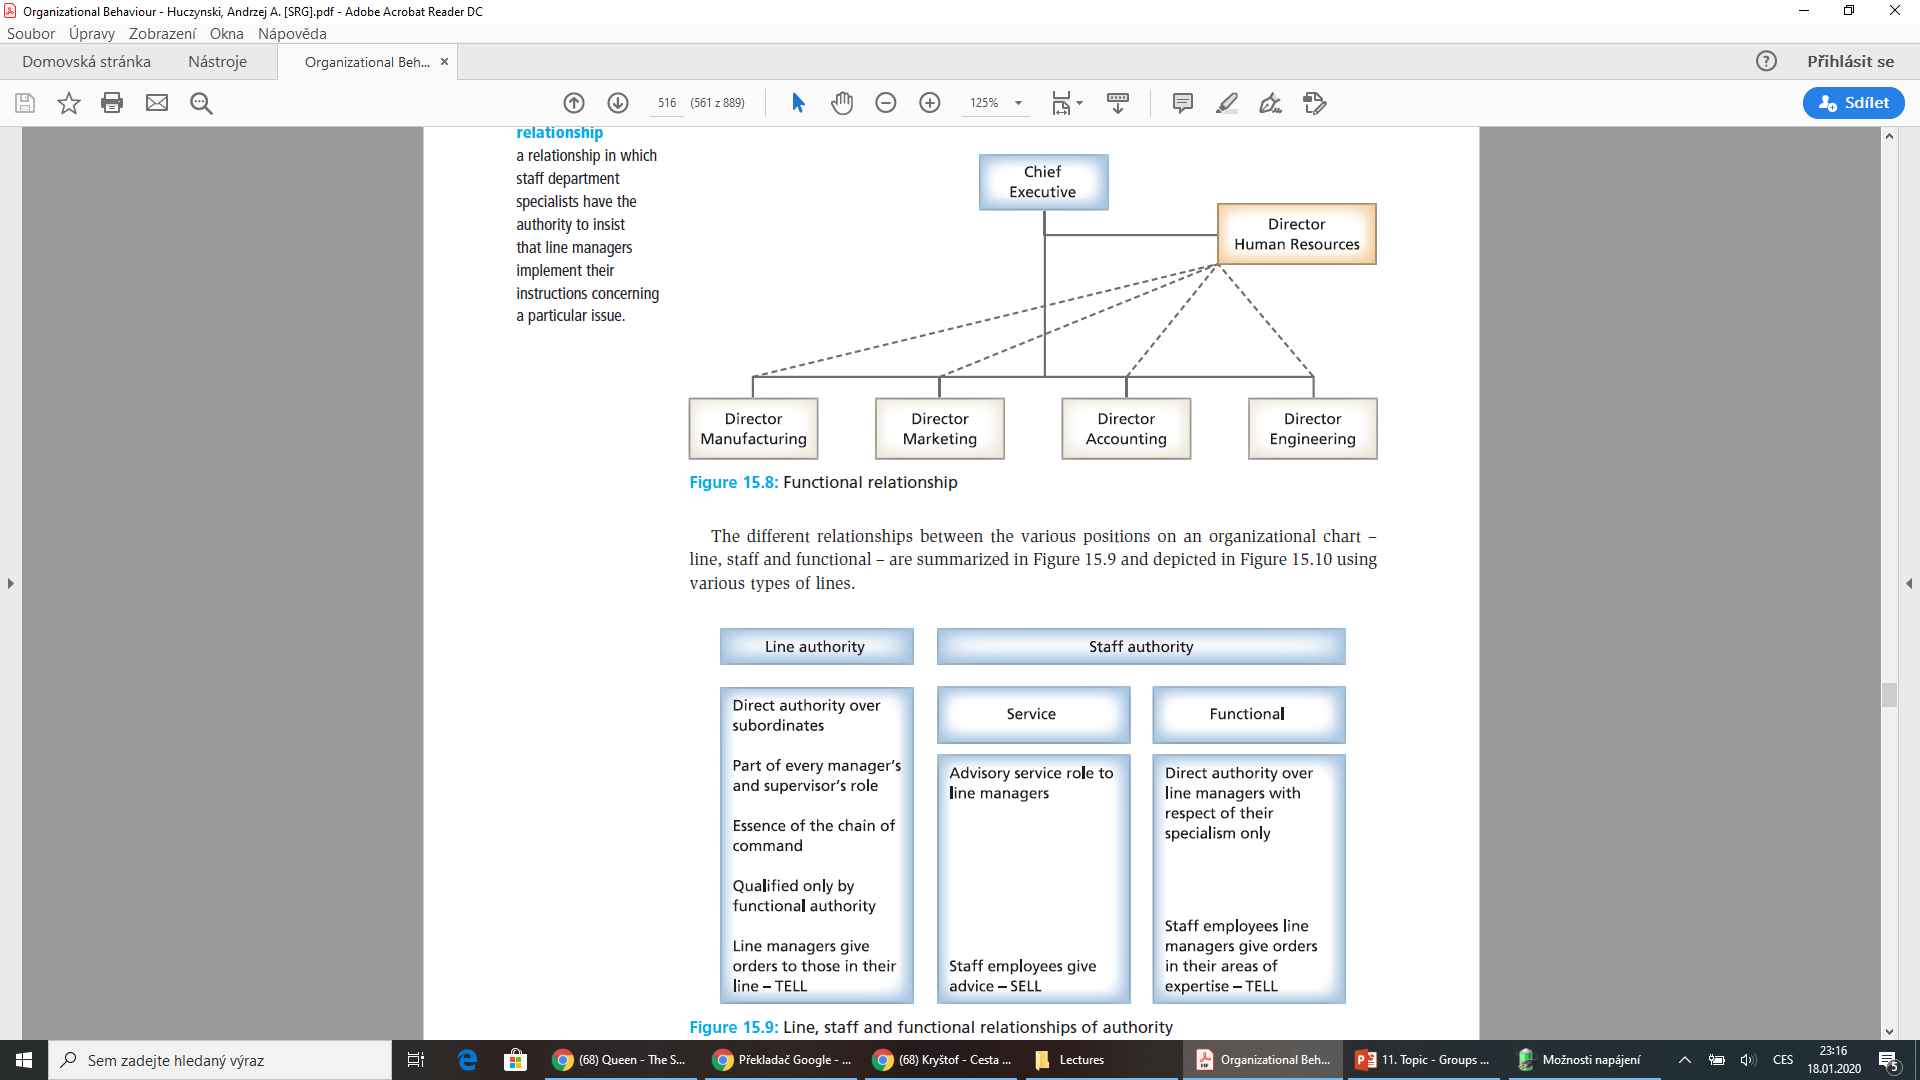 Organizational Behaviour - Huczynski, Andrzej A. [SRG].pdf - Adobe Acrobat Reader DC
Soubor Úpravy Zobrazení Okna Nápověda
Domovská stránka Nástroje Organizational Beh... × Přihlásit se
516 (561 z 889) 125% Sdílet
relationship
a relationship in which
staff department
specialists have the
authority to insist
that line managers
implement their
instructions concerning
a particular issue.
Chief
Executive
Director
Human Resources
Director
Manufacturing
Director
Marketing
Director
Accounting
Director
Engineering
Figure 15.8: Functional relationship
The different relationships between the various positions on an organizational chart –
line, staff and functional – are summarized in Figure 15.9 and depicted in Figure 15.10 using
various types of lines.
Line authority
Staff authority
Direct authority over
subordinates
Part of every manager's
and supervisor's role
Essence of the chain of
command
Qualified only by
functional authority
Line managers give
orders to those in their
line – TELL
Service
Advisory service role to
line managers
Staff employees give
advice – SELL
Functional
Direct authority over
line managers with
respect of their
specialism only
Staff employees line
managers give orders
in their areas of
expertise – TELL
Figure 15.9: Line, staff and functional relationships of authority
Sem zadejte hledaný výraz
(68) Queen - The S...
Překladač Google - ...
(68) Kryštof - Cesta ...
Lectures
Organizational Beh...
11. Topic - Groups ...
Možnosti napájení
CES
23:16
18.01.2020
5